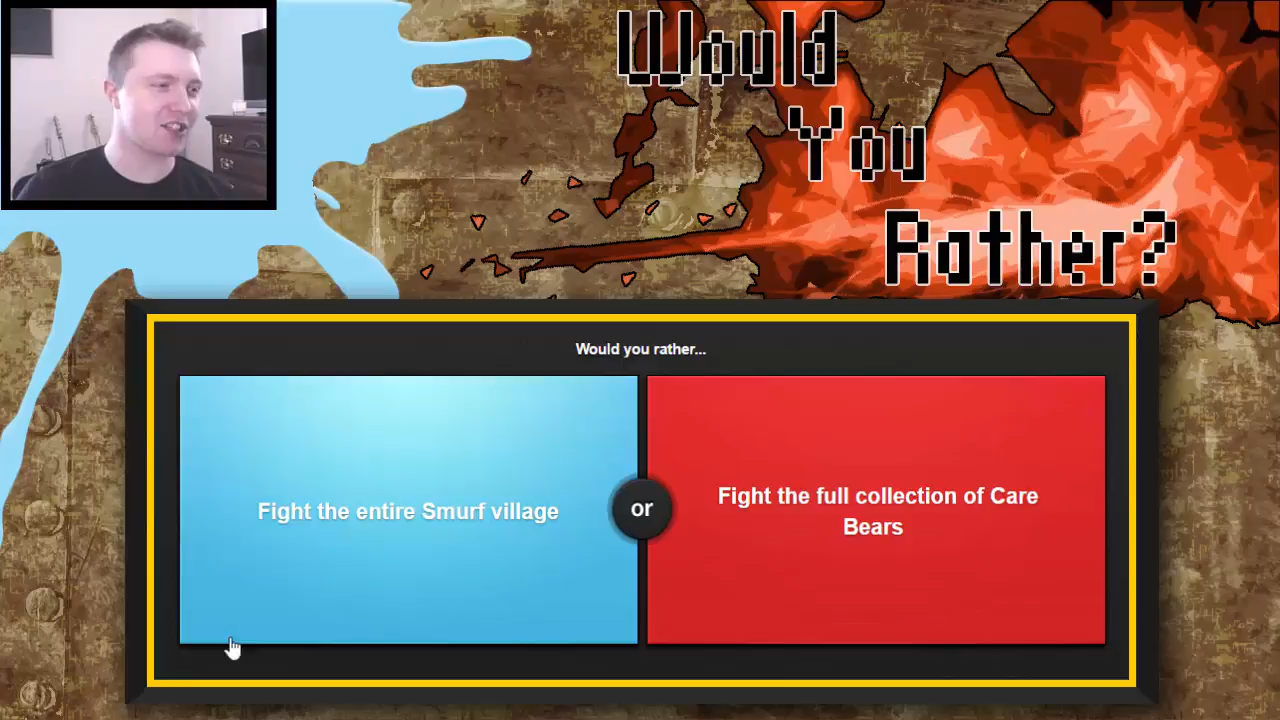 Would
You
Rather?
Would you rather...
Fight the entire Smurf village
or
Fight the full collection of Care
Bears